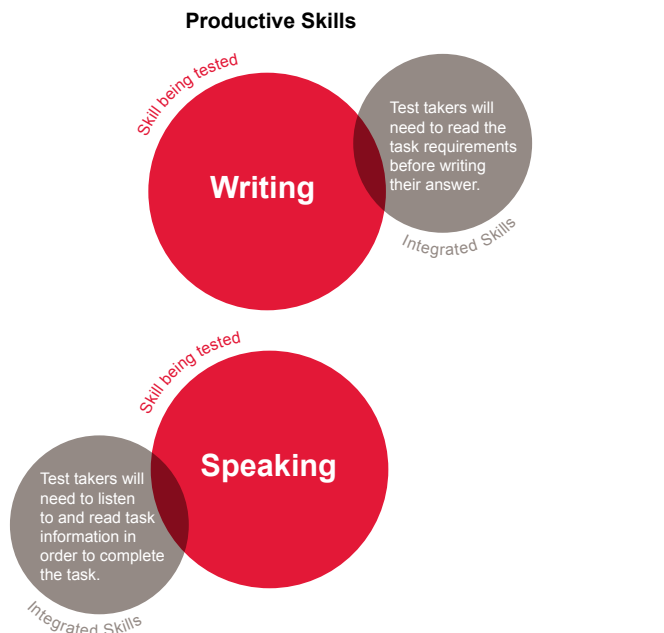 Productive Skills
Skill being tested
Writing
Test takers will
need to read the
task requirements
before writing
their answer.
Integrated Skills
Skill being tested
Speaking
Test takers will
need to listen
to and read task
information in
order to complete
the task.
Integrated Skills